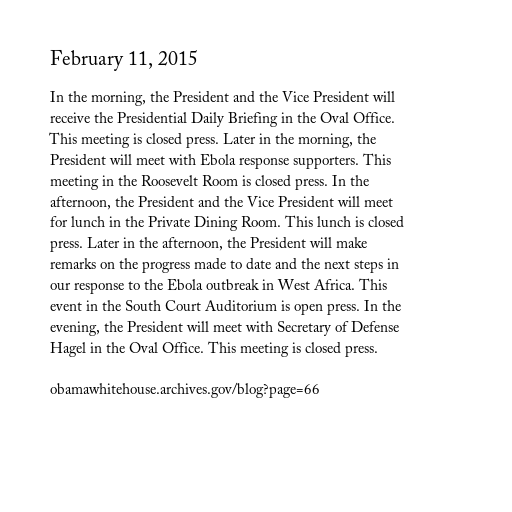 February 11, 2015
In the morning, the President and the Vice President will
receive the Presidential Daily Briefing in the Oval Office.
This meeting is closed press. Later in the morning, the
President will meet with Ebola response supporters. This
meeting in the Roosevelt Room is closed press. In the
afternoon, the President and the Vice President will meet
for lunch in the Private Dining Room. This lunch is closed
press. Later in the afternoon, the President will make
remarks on the progress made to date and the next steps in
our response to the Ebola outbreak in West Africa. This
event in the South Court Auditorium is open press. In the
evening, the President will meet with Secretary of Defense
Hagel in the Oval Office. This meeting is closed press.
obamawhitehouse.archives.gov/blog?page=66